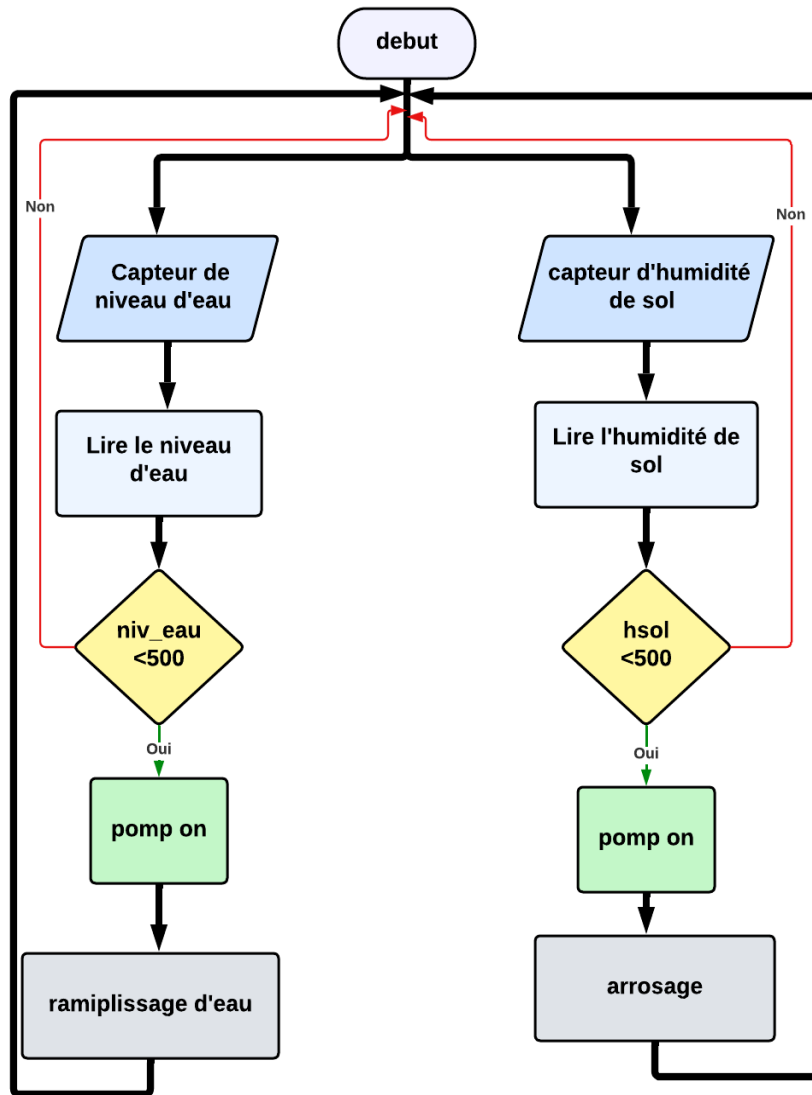 debut
Non
Non
Capteur de
niveau d'eau
capteur d'humidité
de sol
Lire le niveau
d'eau
Lire l'humidité de
sol
niv_eau
<500
hsol
<500
Oui
Oui
pomp on
pomp on
ramiplissage d'eau
arrosage